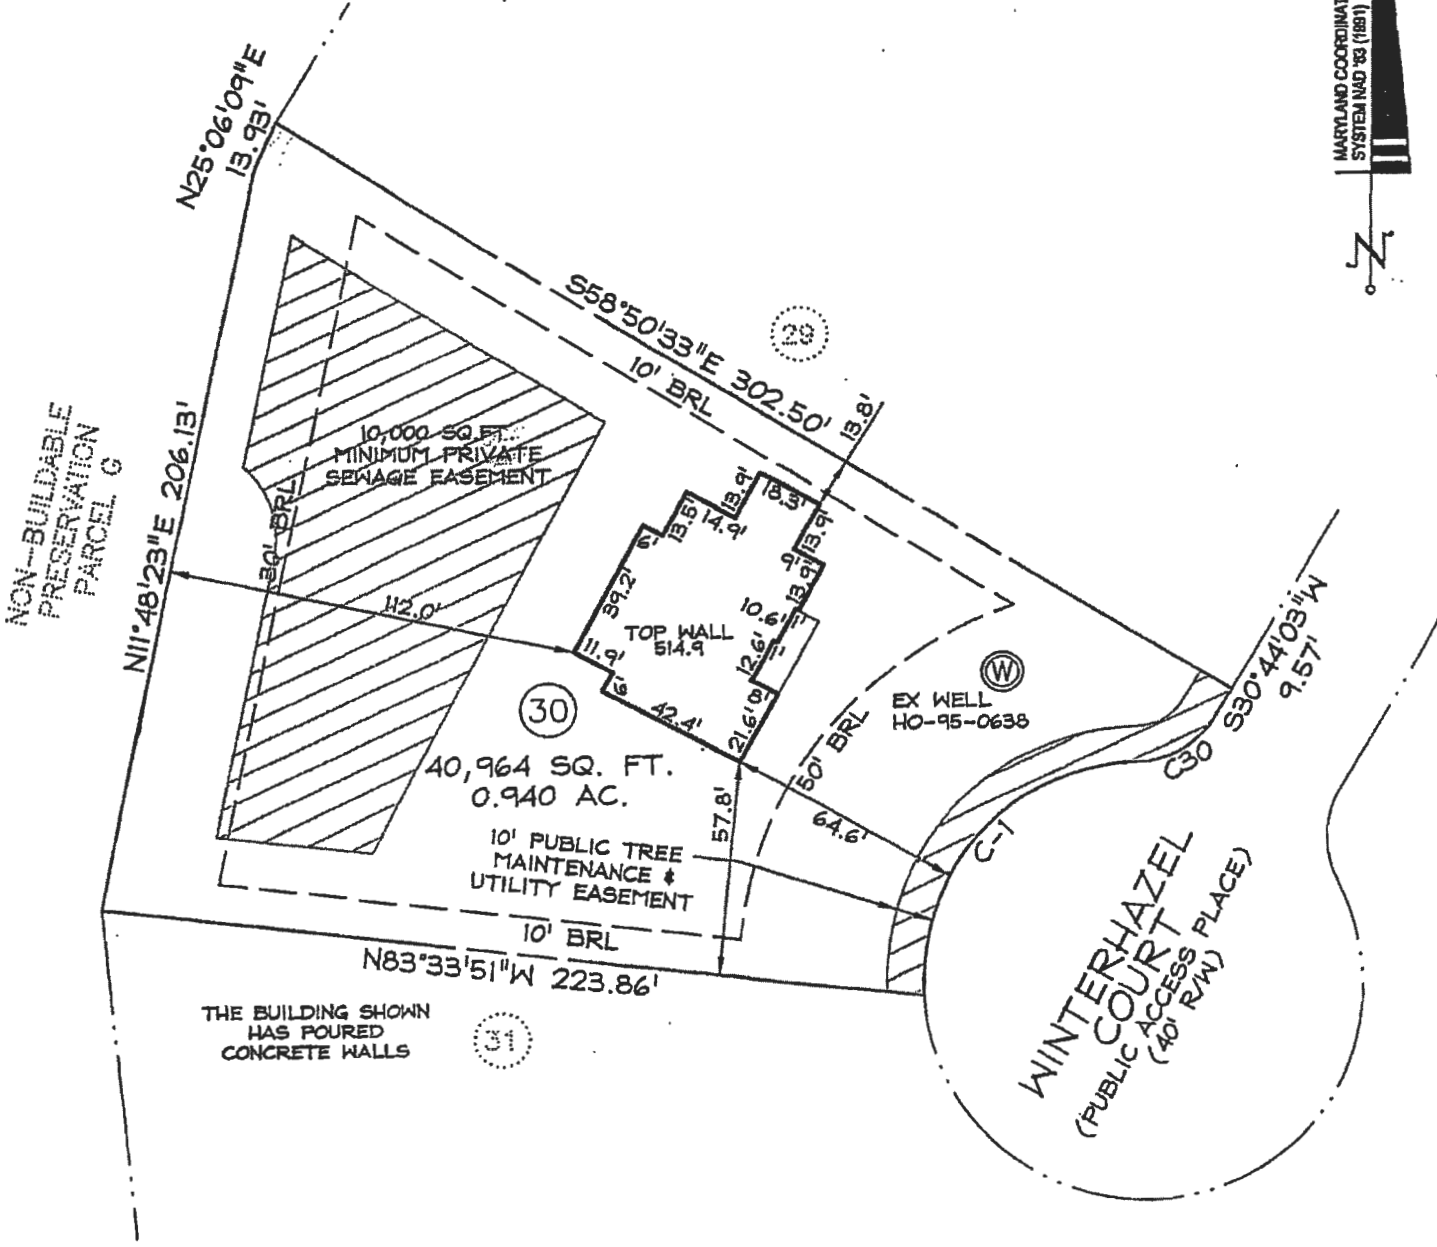 MARYLAND COORDINAT
SYSTEM NAD '83 (1991)
N
N25°06'09"E
13.93'
S58°50'33"E 302.50'
29
10' BRL
13.8'
NON-BUILDABLE
PRESERVATION
PARCEL G
N11°48'23"E 206.13'
10,000 SQ.FT.
MINIMUM PRIVATE
SEWAGE EASEMENT
30' BRL
112.0'
18.3'
13.9'
14.9'
13.5'
6'
39.2'
13.9'
9'
13.9'
10.6'
1'
1'
12.6'
8'
21.6'
TOP WALL
514.9
11.9'
6'
42.4'
30
40,964 SQ. FT.
0.940 AC.
W
EX WELL
HO-95-0638
50' BRL
S30°44'03"W
9.57'
C30
C-1
64.6'
57.8'
10' PUBLIC TREE
MAINTENANCE &
UTILITY EASEMENT
10' BRL
N83°33'51"W 223.86'
THE BUILDING SHOWN
HAS POURED
CONCRETE WALLS
31
WINTERHAZEL
COURT
(PUBLIC ACCESS PLACE)
(40' R/W)